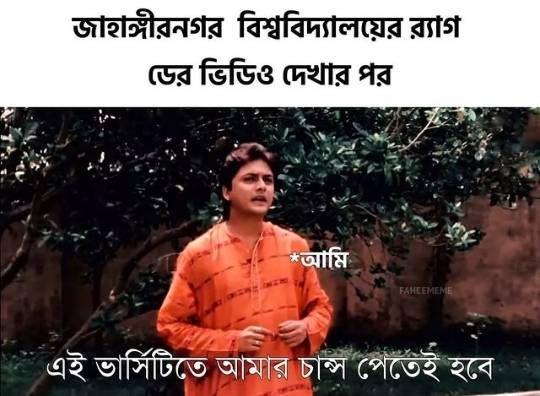 জাহাঙ্গীরনগর বিশ্ববিদ্যালয়ের র‍্যাগ
ডের ভিডিও দেখার পর
*আমি
FAHEEMEME
এই ভার্সিটিতে আমার চান্স পেতেই হবে